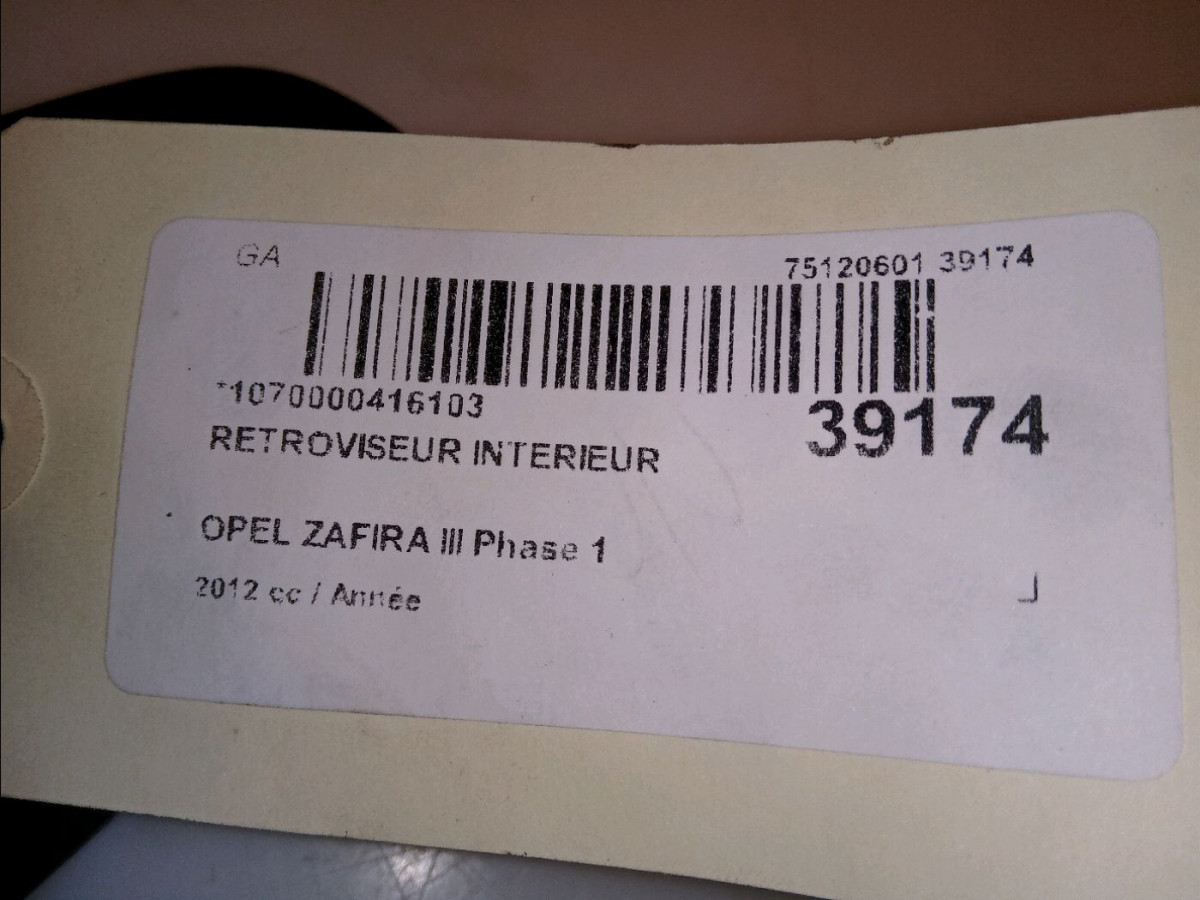 GA 75120601 39174
*1070000416103
39174
RETROVISEUR INTERIEUR
OPEL ZAFIRA III Phase 1
2012 cc / Année